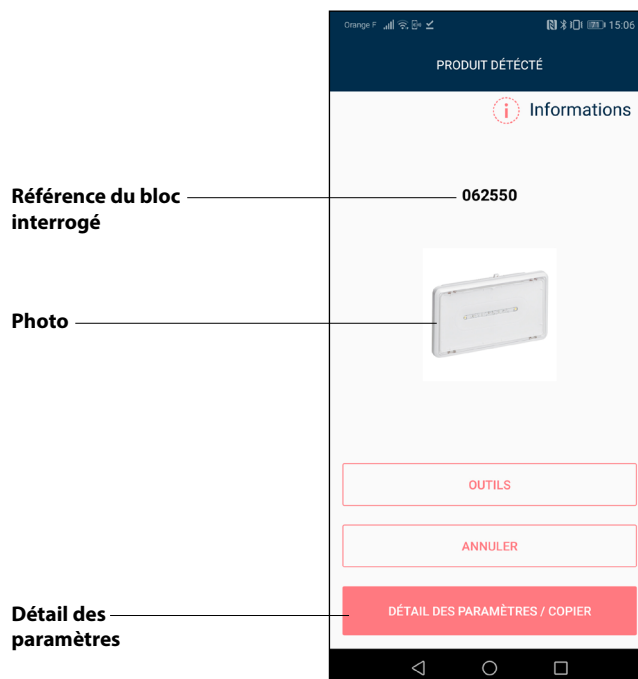 Orange F 15:06
PRODUIT DÉTÉCTÉ
i Informations
Référence du bloc
interrogé
062550
Photo
OUTILS
ANNULER
Détail des
paramètres
DÉTAIL DES PARAMÈTRES / COPIER